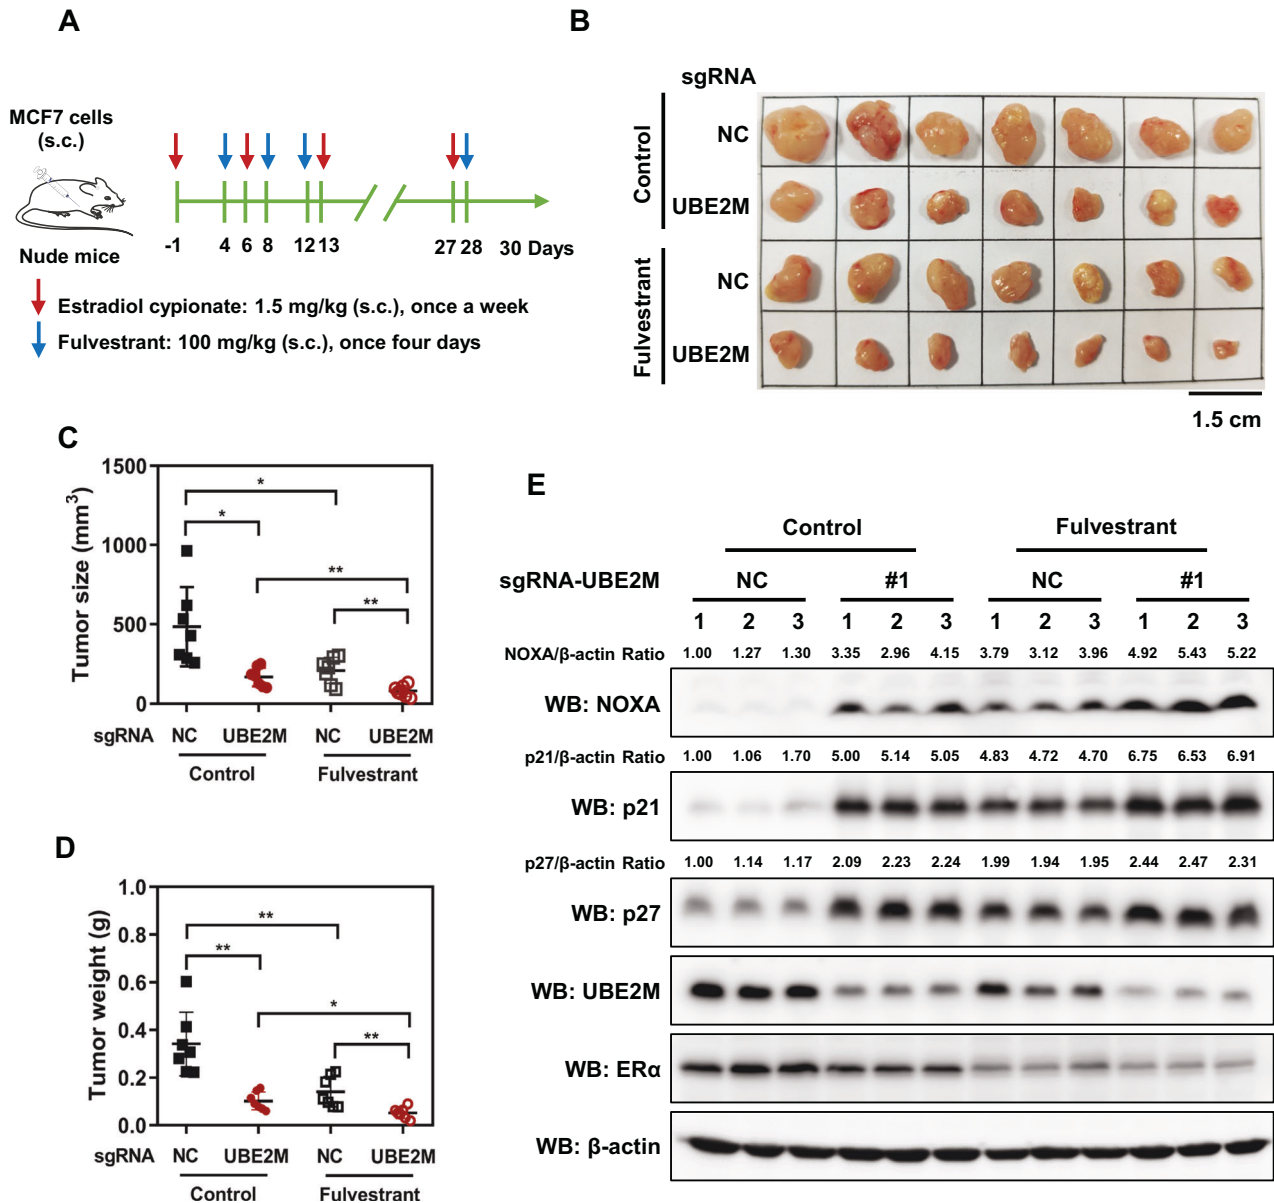 A
MCF7 cells
(s.c.)
Nude mice
-1 4 6 8 12 13 27 28 30 Days
Estradiol cypionate: 1.5 mg/kg (s.c.), once a week
Fulvestrant: 100 mg/kg (s.c.), once four days
B
sgRNA
Control
NC
UBE2M
Fulvestrant
NC
UBE2M
1.5 cm
C
Tumor size (mm³)
1500
1000
500
0
* 
*
**
**
sgRNA NC UBE2M NC UBE2M
Control Fulvestrant
D
Tumor weight (g)
1.0
0.8
0.6
0.4
0.2
0.0
**
**
*
**
sgRNA NC UBE2M NC UBE2M
Control Fulvestrant
E
Control Fulvestrant
sgRNA-UBE2M NC #1 NC #1
1 2 3 1 2 3 1 2 3 1 2 3
NOXA/β-actin Ratio 1.00 1.27 1.30 3.35 2.96 4.15 3.79 3.12 3.96 4.92 5.43 5.22
WB: NOXA
p21/β-actin Ratio 1.00 1.06 1.70 5.00 5.14 5.05 4.83 4.72 4.70 6.75 6.53 6.91
WB: p21
p27/β-actin Ratio 1.00 1.14 1.17 2.09 2.23 2.24 1.99 1.94 1.95 2.44 2.47 2.31
WB: p27
WB: UBE2M
WB: ERα
WB: β-actin